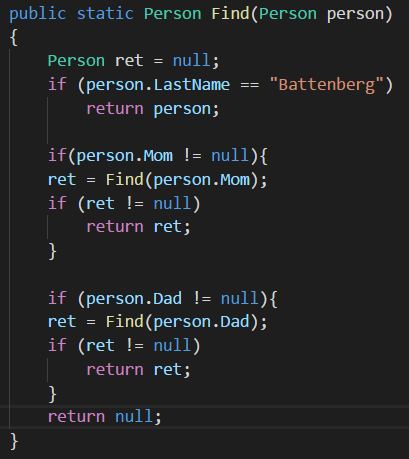 public static Person Find(Person person)
{
    Person ret = null;
    if (person.LastName == "Battenberg")
        return person;

    if(person.Mom != null){
    ret = Find(person.Mom);
    if (ret != null)
        return ret;
    }

    if (person.Dad != null){
    ret = Find(person.Dad);
    if (ret != null)
        return ret;
    }
    return null;
}